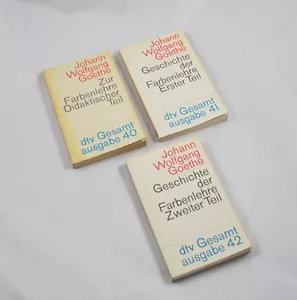 Johann
Wolfgang
Goethe
Zur
Farbenlehre
Didaktischer
Teil
dtv Gesamt
ausgabe 40
Johann
Wolfgang
Goethe
Geschichte
der
Farbenlehre
Erster Teil
dtv Gesamt
ausgabe 41
Johann
Wolfgang
Goethe
Geschichte
der
Farbenlehre
Zweiter Teil
dtv Gesamt
ausgabe 42